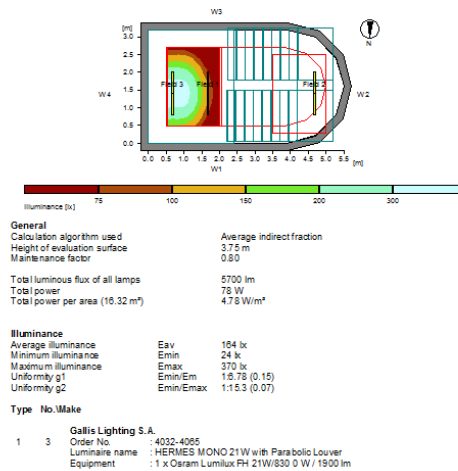 W3
[m]
3.0
2.5
2.0
1.5
1.0
0.5
0.0
W4
Field 3
Field 2
W2
N
0.0 0.5 1.0 1.5 2.0 2.5 3.0 3.5 4.0 4.5 5.0 5.5 [m]
W1
75 100 150 200 300
Illuminance [lx]
General
Calculation algorithm used Average indirect fraction
Height of evaluation surface 3.75 m
Maintenance factor 0.80
Total luminous flux of all lamps 5700 lm
Total power 78 W
Total power per area (16.32 m²) 4.78 W/m²
Illuminance
Average illuminance Eav 164 lx
Minimum illuminance Emin 24 lx
Maximum illuminance Emax 370 lx
Uniformity g1 Emin/Em 1:6.78 (0.15)
Uniformity g2 Emin/Emax 1:15.3 (0.07)
Type No.\Make
Gallis Lighting S.A.
1 3 Order No. : 4032-4065
Luminaire name : HERMES MONO 21W with Parabolic Louver
Equipment : 1 x Osram Lumilux FH 21W/830 0 W / 1900 lm